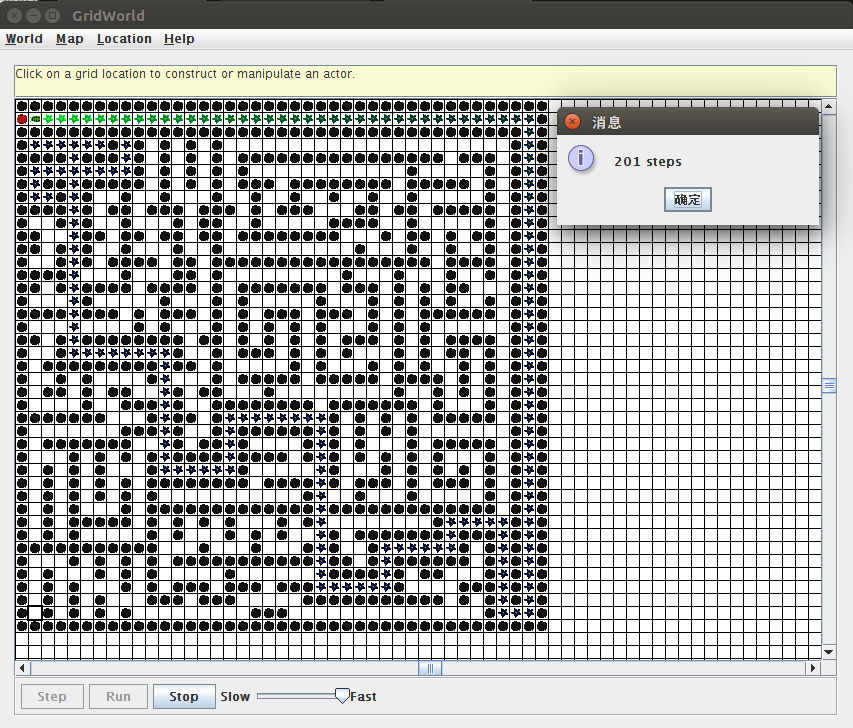 GridWorld
World Map Location Help
Click on a grid location to construct or manipulate an actor.
消息
201 steps
确定
Step Run Stop Slow Fast